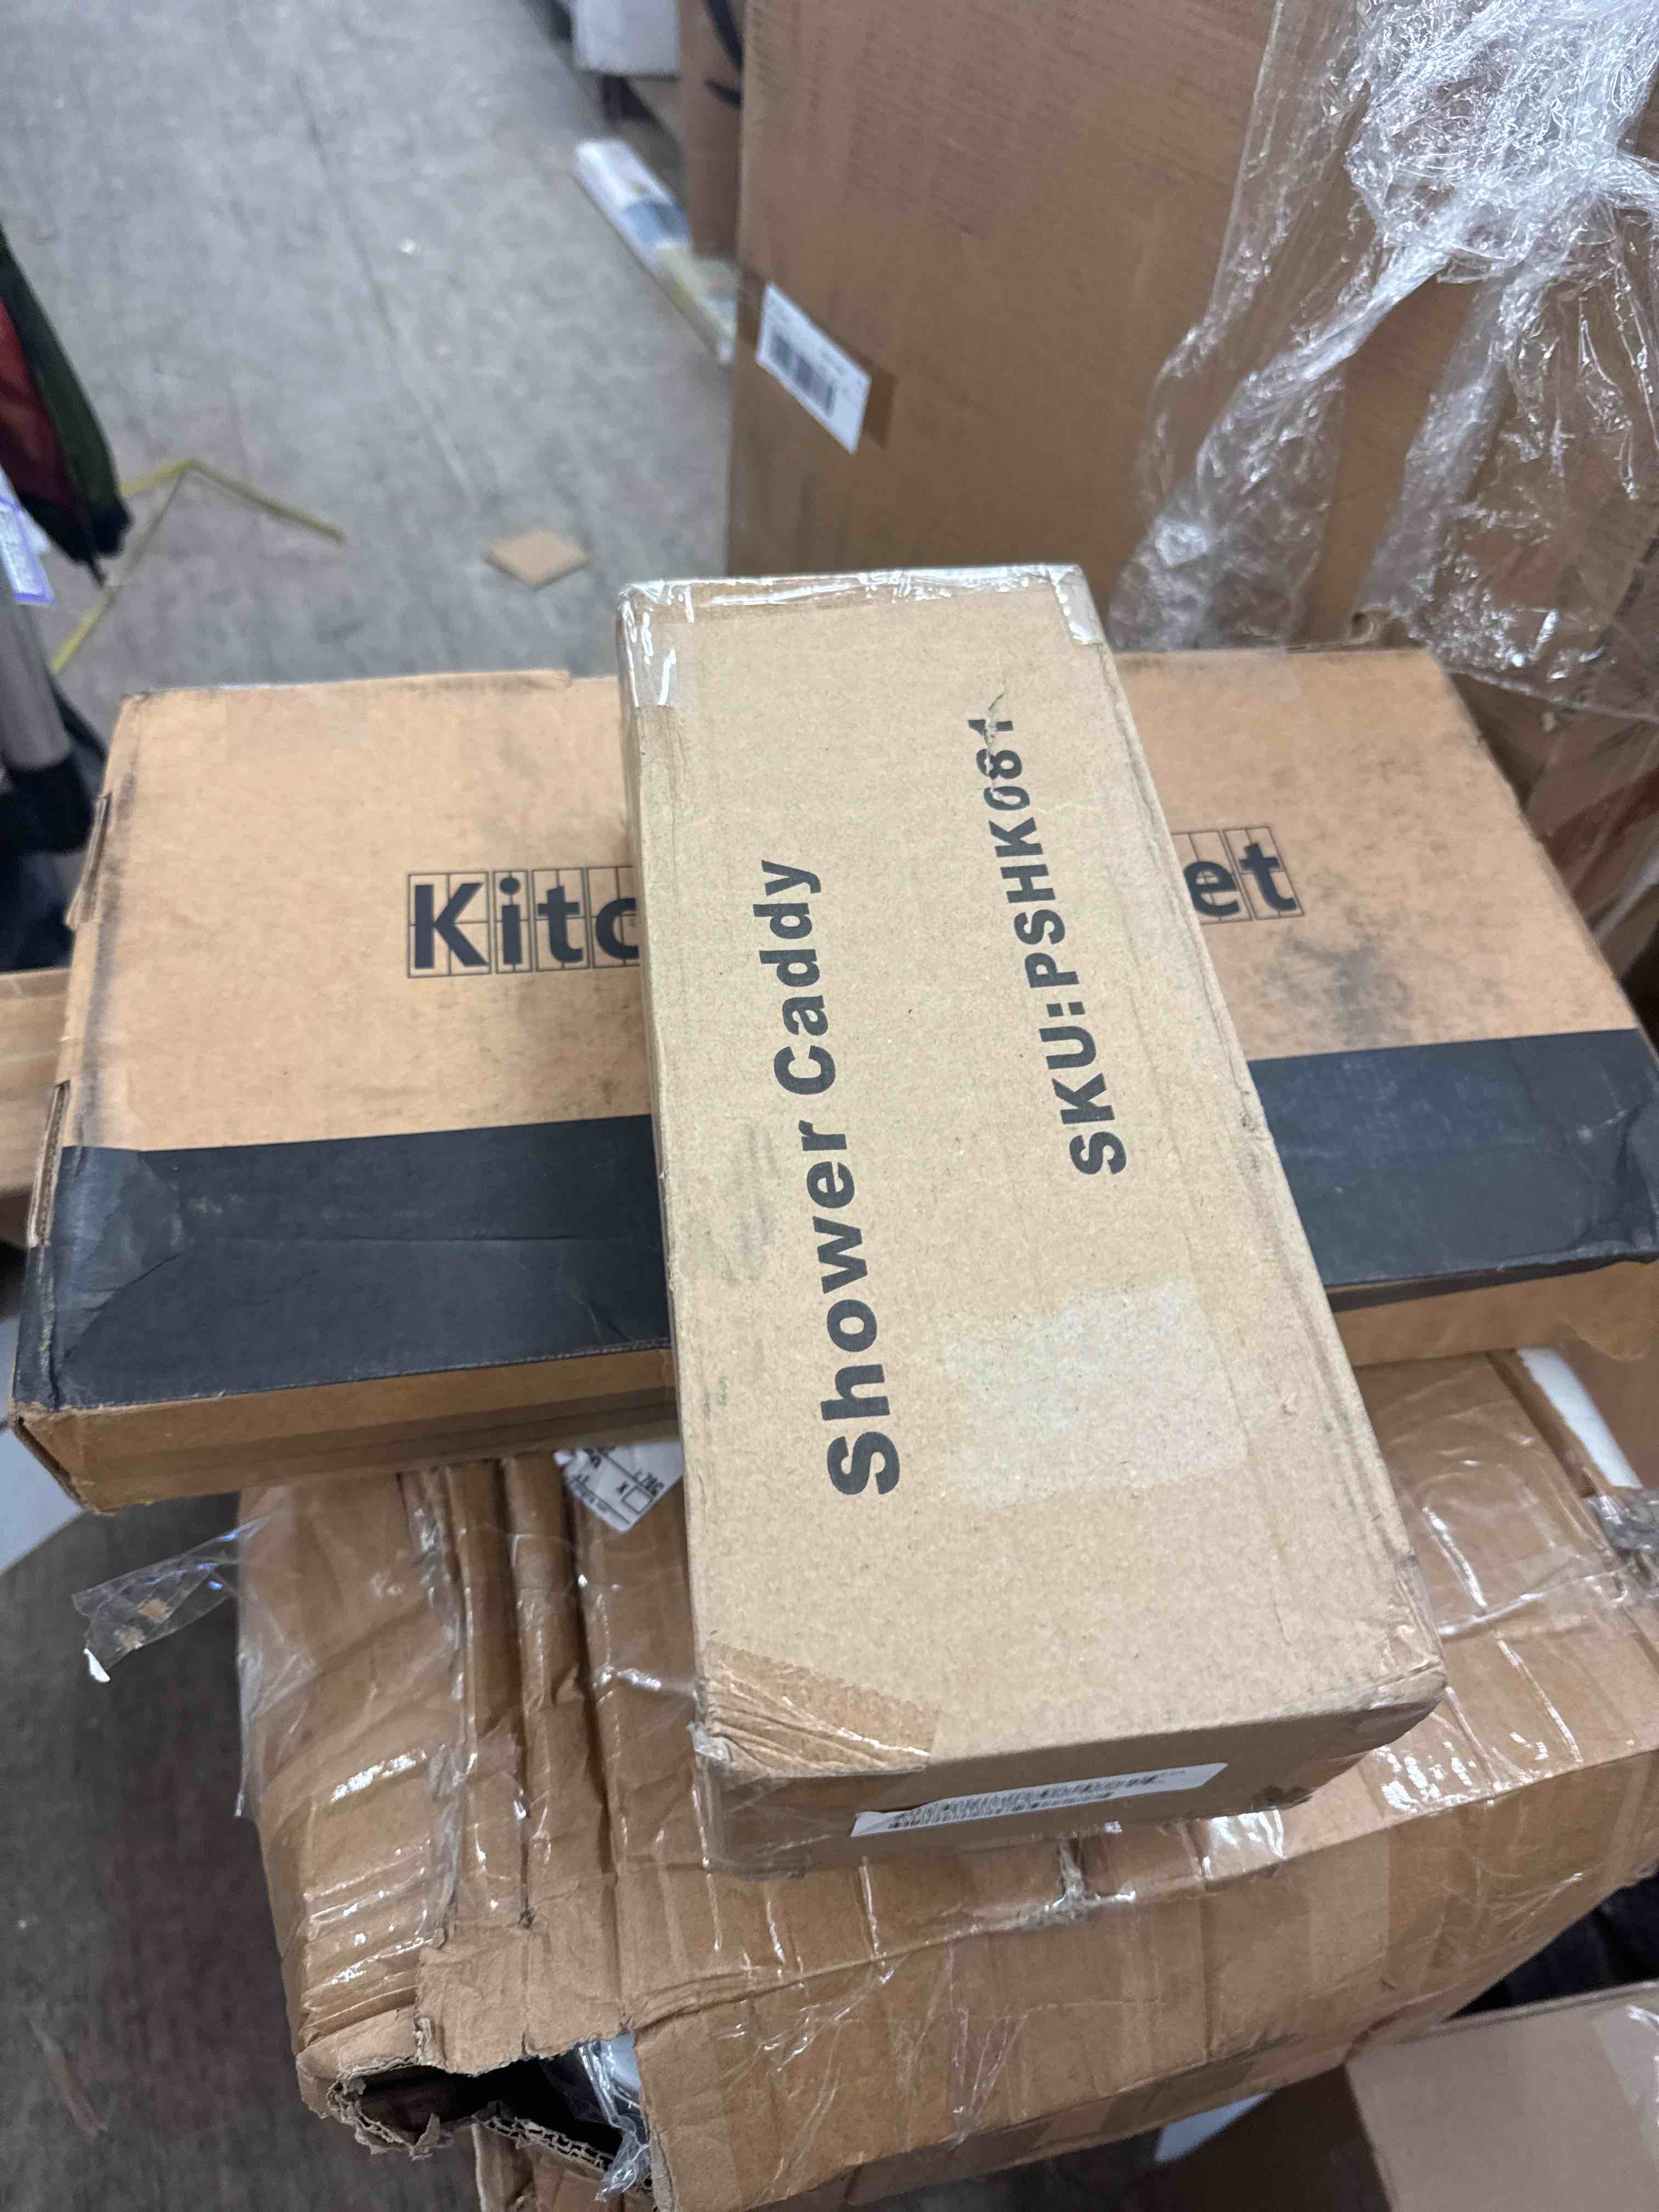 Shower Caddy
SKU:PSHK081
Kitc
et